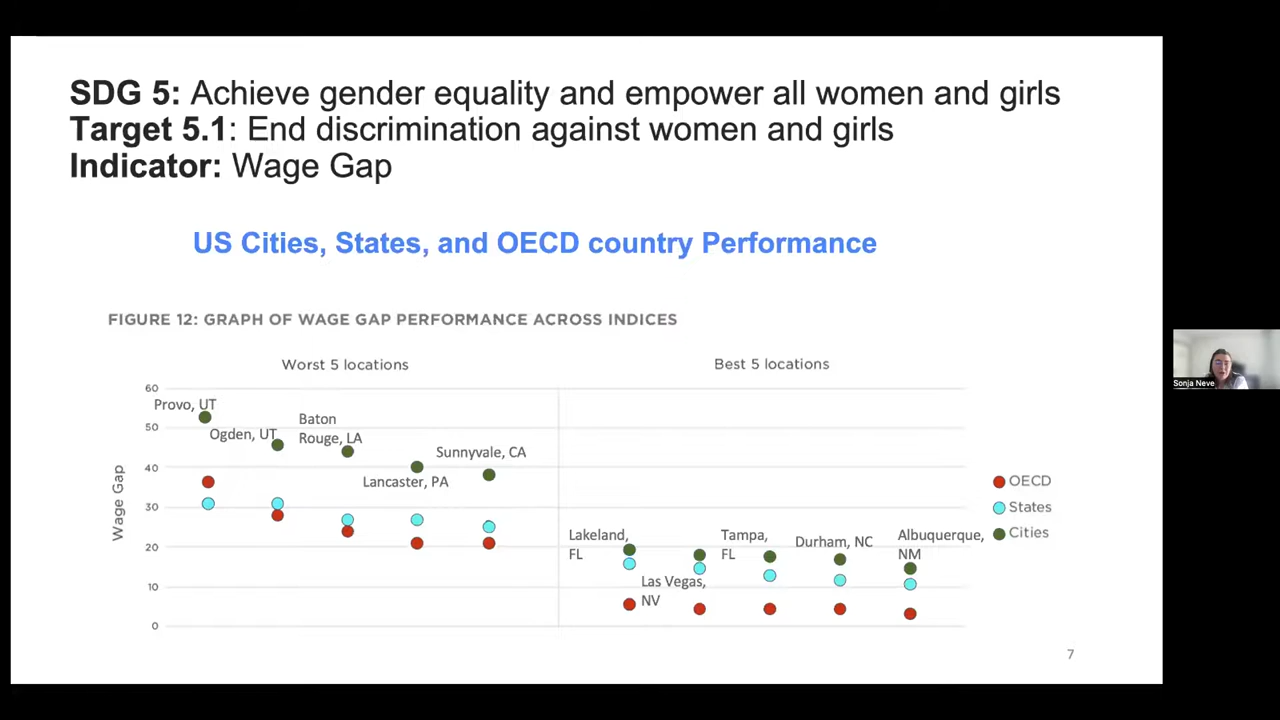 SDG 5: Achieve gender equality and empower all women and girls
Target 5.1: End discrimination against women and girls
Indicator: Wage Gap
US Cities, States, and OECD country Performance
FIGURE 12: GRAPH OF WAGE GAP PERFORMANCE ACROSS INDICES
Worst 5 locations
Best 5 locations
Wage Gap
60
50
40
30
20
10
0
Provo, UT
Ogden, UT
Baton
Rouge, LA
Lancaster, PA
Sunnyvale, CA
Lakeland,
FL
Las Vegas,
NV
Tampa,
FL
Durham, NC
Albuquerque,
NM
OECD
States
Cities
7
Sonja Neve